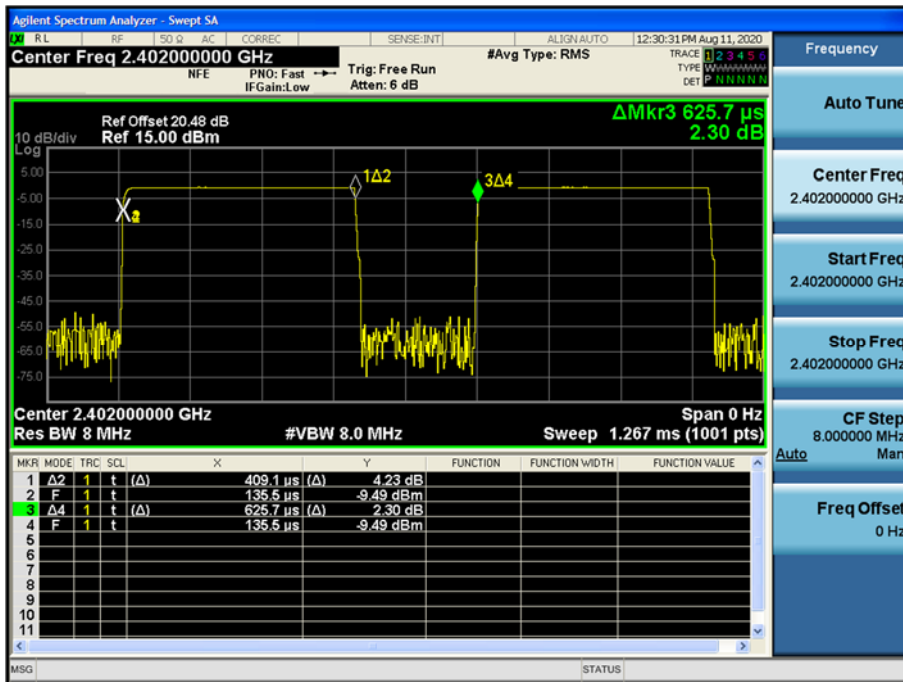 Agilent Spectrum Analyzer - Swept SA
LXI RL RF 50 Ω AC CORREC SENSE:INT ALIGN AUTO 12:30:31 PM Aug 11, 2020
Center Freq 2.402000000 GHz
NFE
PNO: Fast
IFGain:Low
Trig: Free Run
Atten: 6 dB
#Avg Type: RMS
TRACE 1 2 3 4 5 6
TYPE WWWWWW
DET P N N N N N
ΔMkr3 625.7 µs
2.30 dB
Ref Offset 20.48 dB
10 dB/div Ref 15.00 dBm
Log
5.00
-5.00
-15.0
-25.0
-35.0
-45.0
-55.0
-65.0
-75.0
1Δ2
3Δ4
Center 2.402000000 GHz Span 0 Hz
Res BW 8 MHz #VBW 8.0 MHz Sweep 1.267 ms (1001 pts)
MKR MODE TRC SCL X Y FUNCTION FUNCTION WIDTH FUNCTION VALUE
1 Δ2 1 t (Δ) 409.1 µs (Δ) 4.23 dB
2 F 1 t 135.5 µs -9.49 dBm
3 Δ4 1 t (Δ) 625.7 µs (Δ) 2.30 dB
4 F 1 t 135.5 µs -9.49 dBm
5
6
7
8
9
10
11
MSG STATUS
Frequency
Auto Tune
Center Freq
2.402000000 GHz
Start Freq
2.402000000 GHz
Stop Freq
2.402000000 GHz
CF Step
8.000000 MHz
Auto Man
Freq Offset
0 Hz